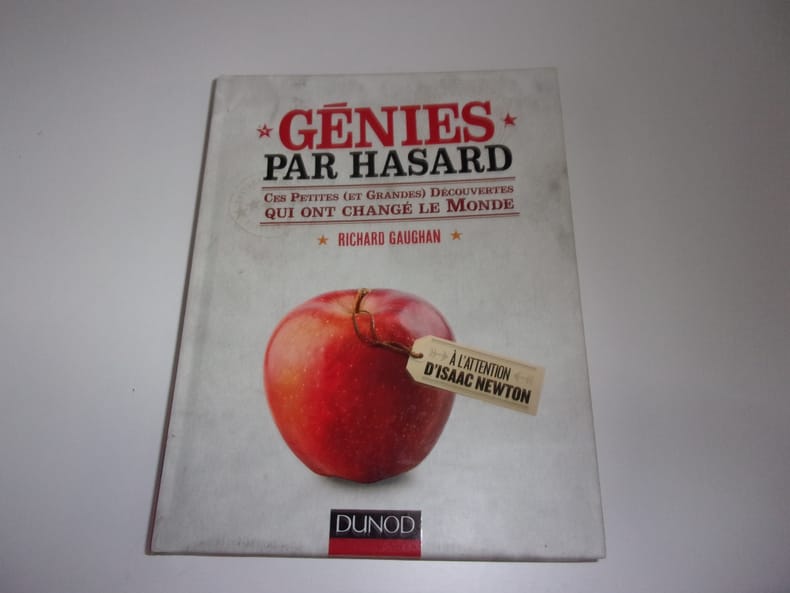 GÉNIES
PAR HASARD
CES PETITES (ET GRANDES) DÉCOUVERTES
QUI ONT CHANGÉ LE MONDE
RICHARD GAUGHAN
À L'ATTENTION
D'ISAAC NEWTON
DUNOD